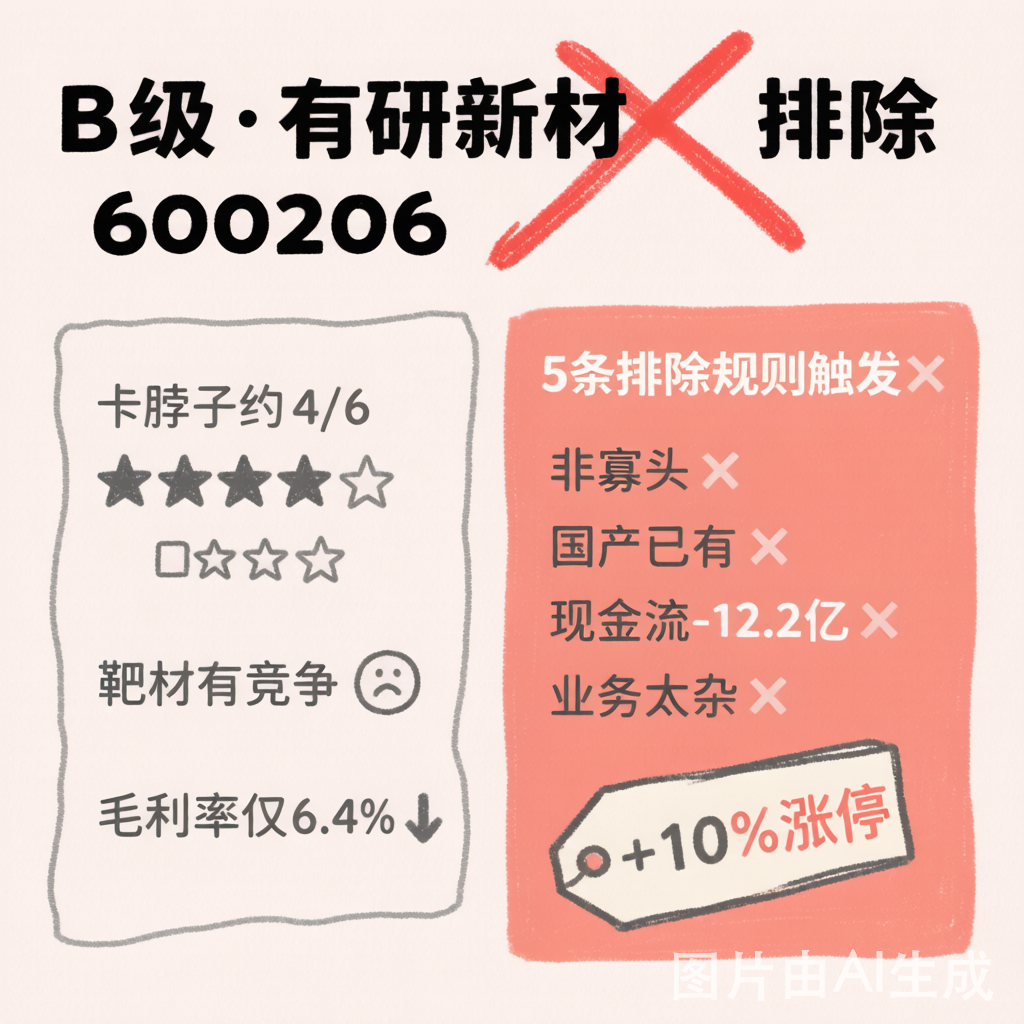 B级·有研新材 排除
600206
卡脖子约4/6
★★★★☆
□☆☆☆
靶材有竞争
毛利率仅6.4%↓
5条排除规则触发×
非寡头×
国产已有×
现金流-12.2亿×
业务太杂×
+10%涨停
图片由AI生成